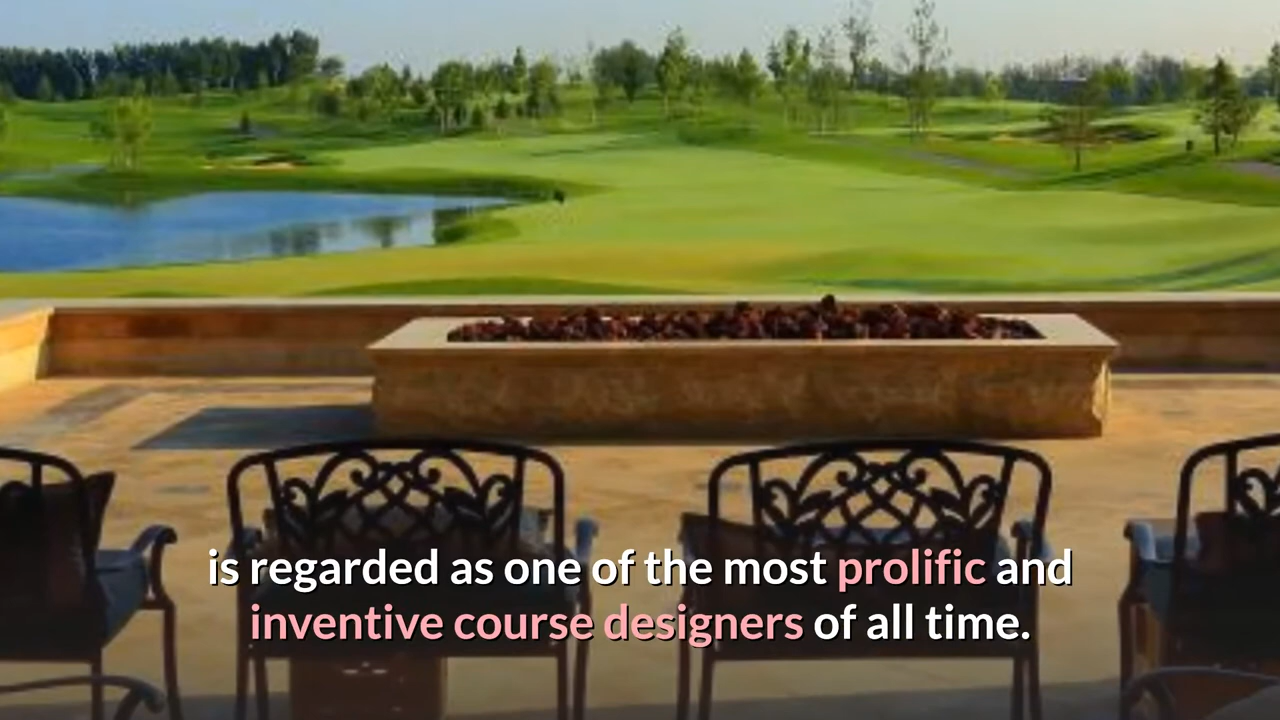 is regarded as one of the most prolific and
inventive course designers of all time.